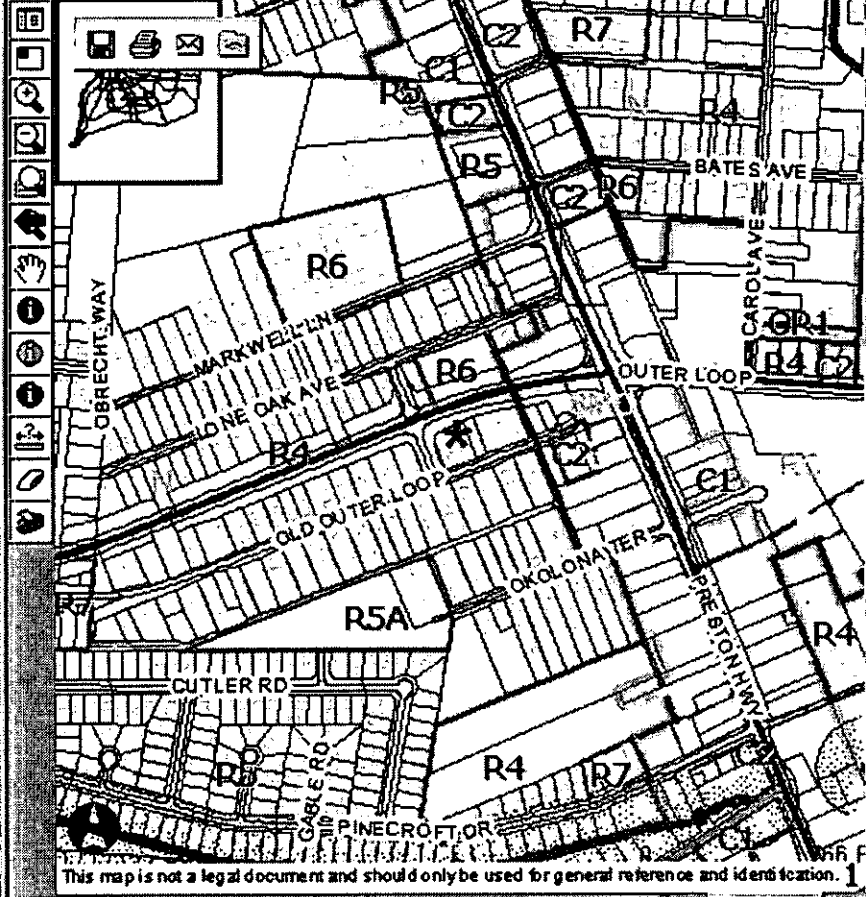 C2
R7
C1
R5
C2
R4
R5
BATES AVE
C2
R6
R6
CAROL AVE
OBRECHT WAY
MARKWELL LN
OR1
R6
OUTER LOOP
R4
C2
LONE OAK AVE
R4
C2
C1
OLD OUTER LOOP
OKOLONA TER
R5A
PRESTON HWY
R4
CUTLER RD
R4
R7
GABLE RD
PINECROFT DR
C1
This map is not a legal document and should only be used for general reference and identification. 1